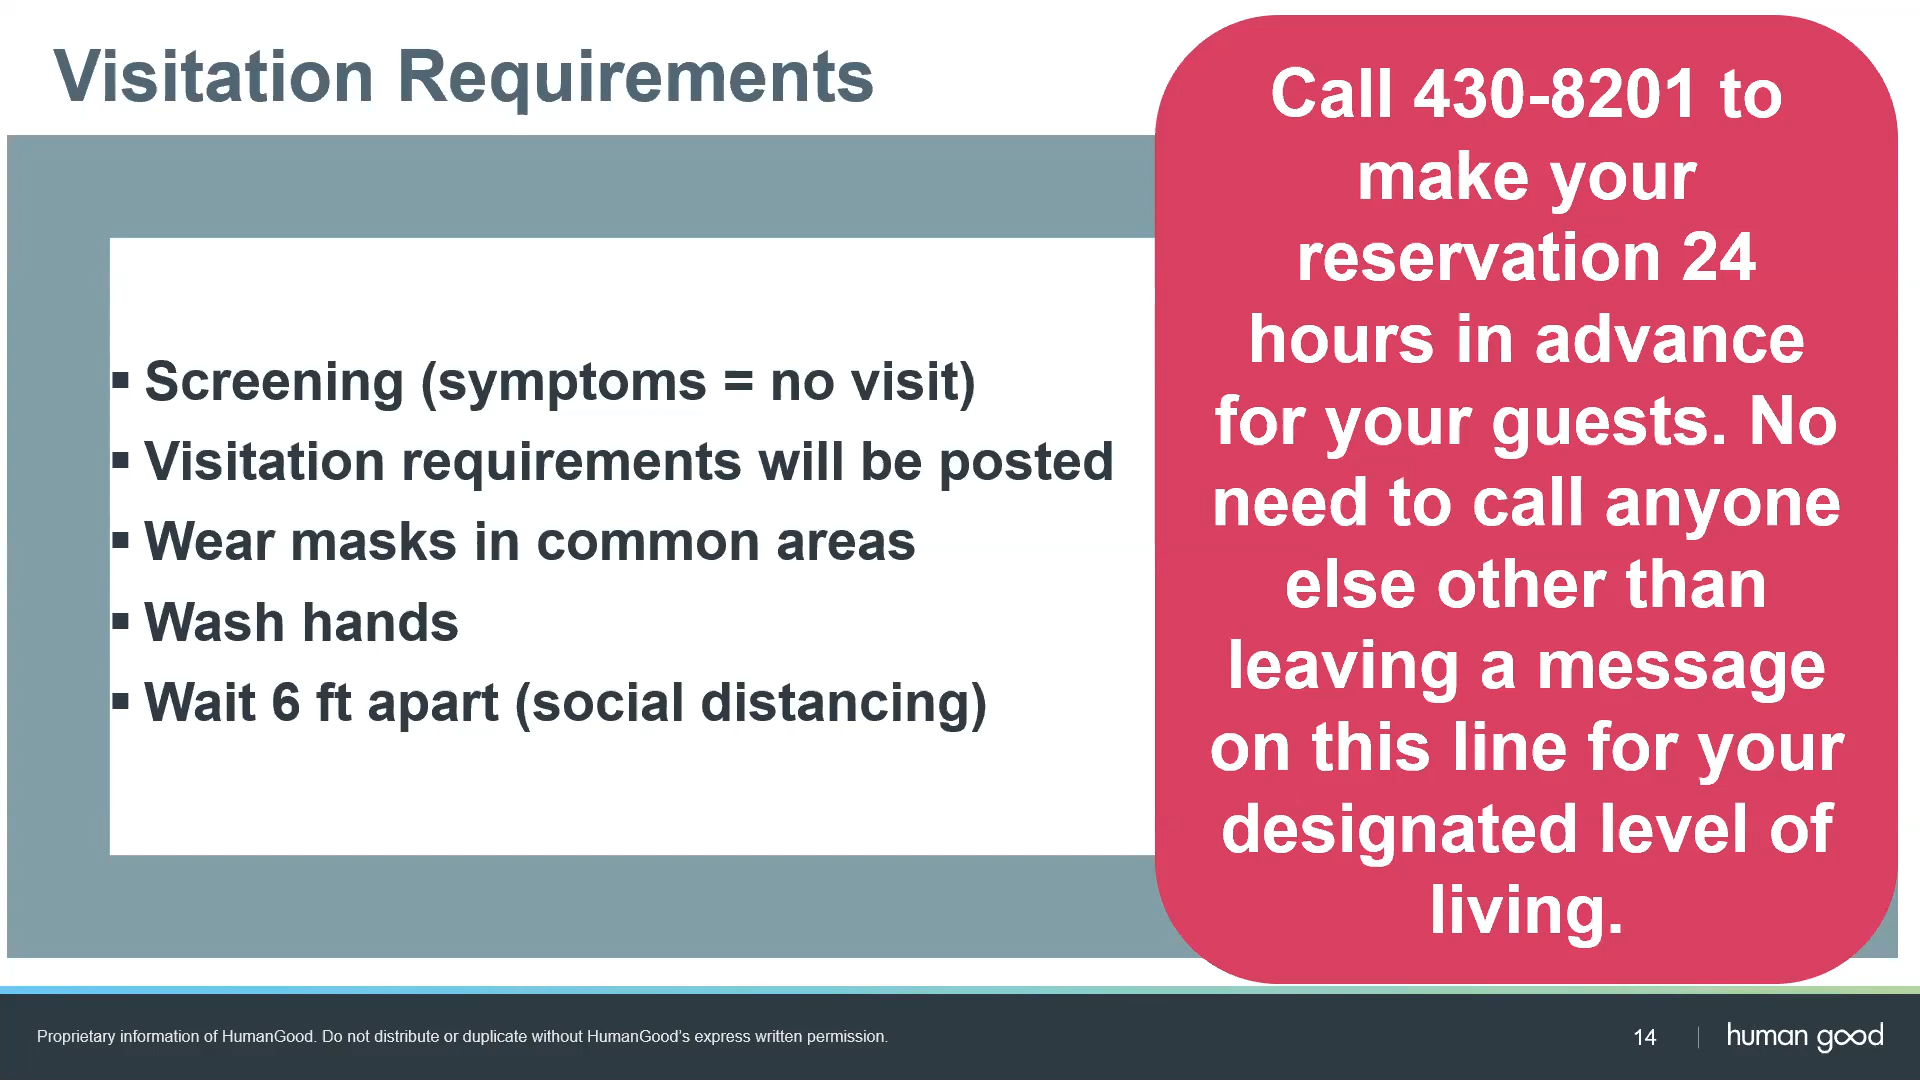 Visitation Requirements
▪ Screening (symptoms = no visit)
▪ Visitation requirements will be posted
▪ Wear masks in common areas
▪ Wash hands
▪ Wait 6 ft apart (social distancing)
Call 430-8201 to
make your
reservation 24
hours in advance
for your guests. No
need to call anyone
else other than
leaving a message
on this line for your
designated level of
living.
Proprietary information of HumanGood. Do not distribute or duplicate without HumanGood’s express written permission.
14
human good